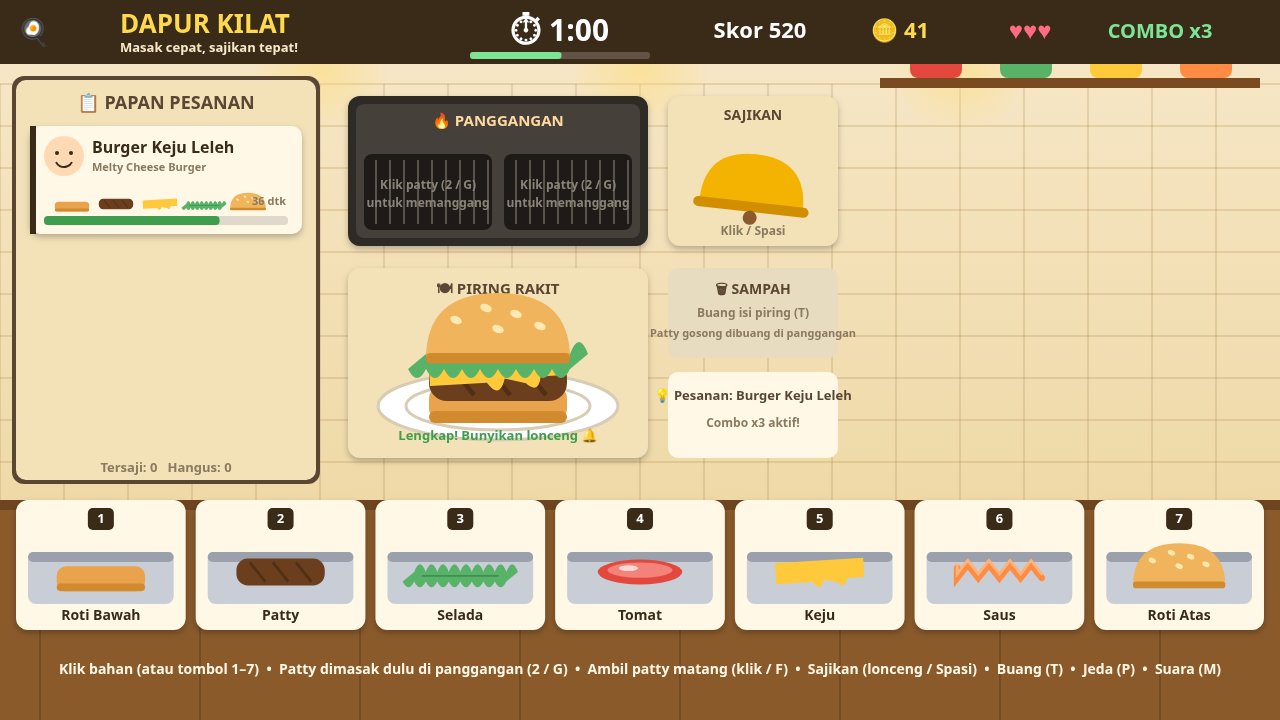 DAPUR KILAT
Masak cepat, sajikan tepat!
1:00
Skor 520
41
COMBO x3
PAPAN PESANAN
Burger Keju Leleh
Melty Cheese Burger
36 dtk
Tersaji: 0 Hangus: 0
PANGGANGAN
Klik patty (2 / G)
untuk memanggang
Klik patty (2 / G)
untuk memanggang
SAJIKAN
Klik / Spasi
PIRING RAKIT
Lengkap! Bunyikan lonceng
SAMPAH
Buang isi piring (T)
Patty gosong dibuang di panggangan
Pesanan: Burger Keju Leleh
Combo x3 aktif!
1
Roti Bawah
2
Patty
3
Selada
4
Tomat
5
Keju
6
Saus
7
Roti Atas
Klik bahan (atau tombol 1–7) • Patty dimasak dulu di panggangan (2 / G) • Ambil patty matang (klik / F) • Sajikan (lonceng / Spasi) • Buang (T) • Jeda (P) • Suara (M)